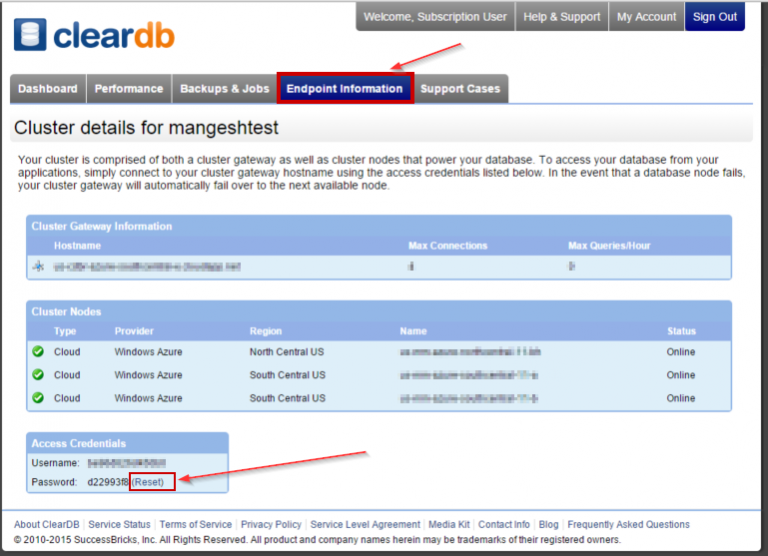 Welcome, Subscription User Help & Support My Account Sign Out
cleardb
Dashboard Performance Backups & Jobs Endpoint Information Support Cases
Cluster details for mangeshtest
Your cluster is comprised of both a cluster gateway as well as cluster nodes that power your database. To access your database from your
applications, simply connect to your cluster gateway hostname using the access credentials listed below. In the event that a database node fails,
your cluster gateway will automatically fail over to the next available node.
Cluster Gateway Information
Hostname Max Connections Max Queries/Hour
Cluster Nodes
Type Provider Region Name Status
Cloud Windows Azure North Central US Online
Cloud Windows Azure South Central US Online
Cloud Windows Azure South Central US Online
Access Credentials
Username:
Password: d22993f8 (Reset)
About ClearDB Service Status Terms of Service Privacy Policy Service Level Agreement Media Kit Contact Info Blog Frequently Asked Questions
© 2010-2015 SuccessBricks, Inc. All Rights Reserved. All product and company names herein may be trademarks of their registered owners.